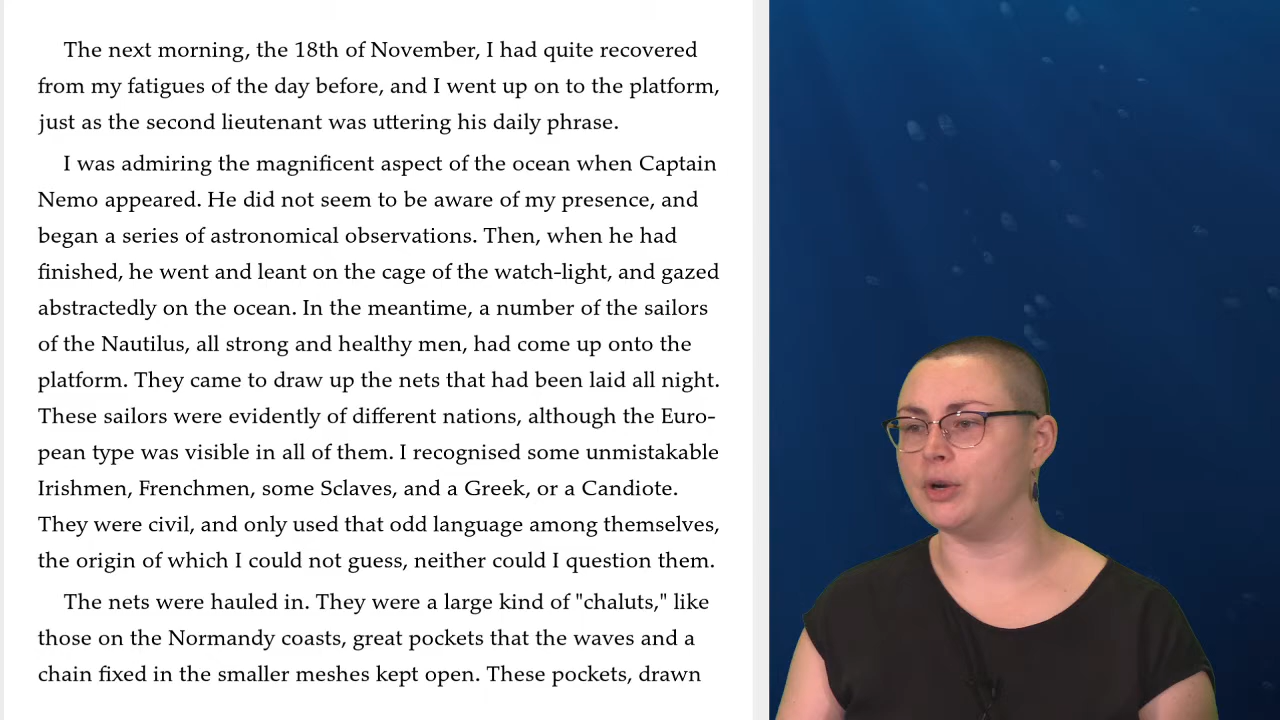 The next morning, the 18th of November, I had quite recovered
from my fatigues of the day before, and I went up on to the platform,
just as the second lieutenant was uttering his daily phrase.
I was admiring the magnificent aspect of the ocean when Captain
Nemo appeared. He did not seem to be aware of my presence, and
began a series of astronomical observations. Then, when he had
finished, he went and leant on the cage of the watch-light, and gazed
abstractedly on the ocean. In the meantime, a number of the sailors
of the Nautilus, all strong and healthy men, had come up onto the
platform. They came to draw up the nets that had been laid all night.
These sailors were evidently of different nations, although the Euro-
pean type was visible in all of them. I recognised some unmistakable
Irishmen, Frenchmen, some Sclaves, and a Greek, or a Candiote.
They were civil, and only used that odd language among themselves,
the origin of which I could not guess, neither could I question them.
The nets were hauled in. They were a large kind of "chaluts," like
those on the Normandy coasts, great pockets that the waves and a
chain fixed in the smaller meshes kept open. These pockets, drawn